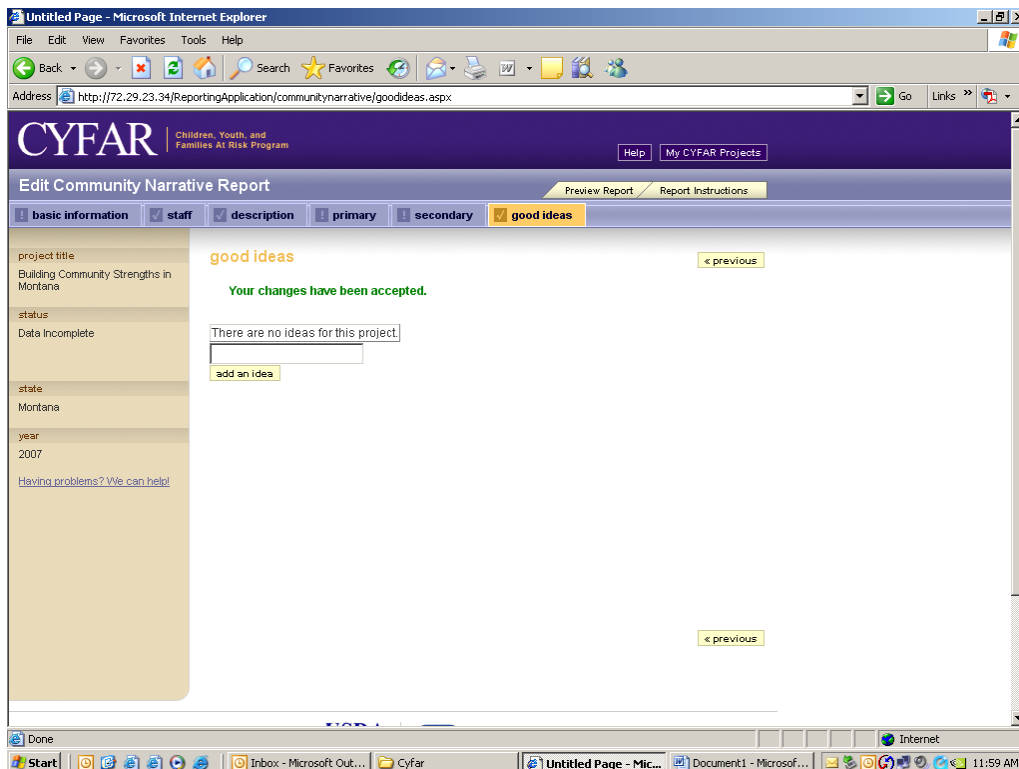 Untitled Page - Microsoft Internet Explorer
File Edit View Favorites Tools Help
Back Search Favorites
Address http://72.29.23.34/ReportingApplication/communitynarrative/goodideas.aspx Go Links »
CYFAR Children, Youth, and
Families At Risk Program
Help My CYFAR Projects
Edit Community Narrative Report
Preview Report Report Instructions
! basic information staff description ! primary ! secondary good ideas
project title
Building Community Strengths in
Montana
status
Data Incomplete
state
Montana
year
2007
Having problems? We can help!
good ideas
« previous
Your changes have been accepted.
There are no ideas for this project.
add an idea
« previous
Done Internet
Start Inbox - Microsoft Out... Cyfar Untitled Page - Mic... Document1 - Microsof... 11:59 AM